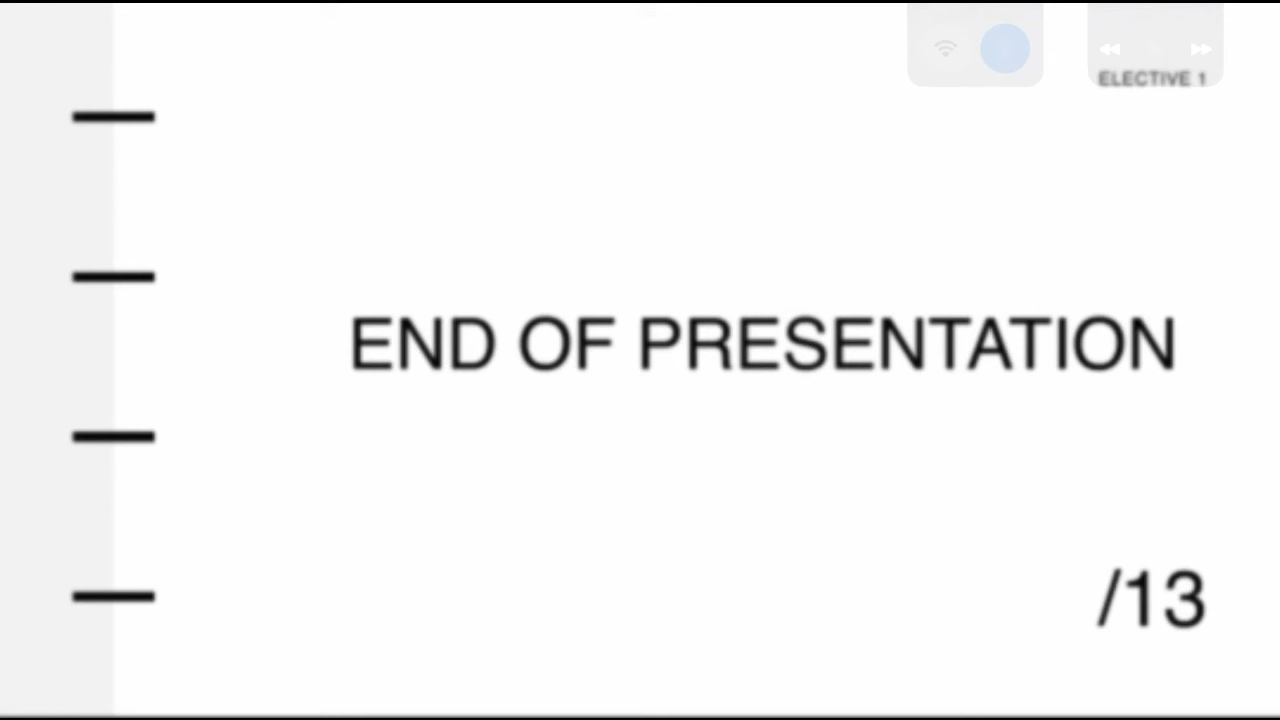 ELECTIVE 1
END OF PRESENTATION
/13